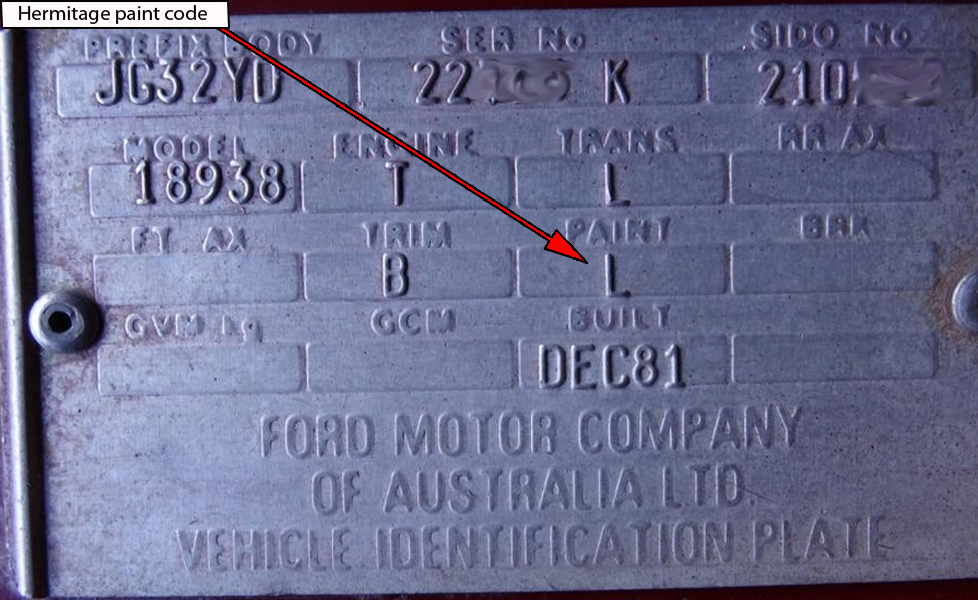 Hermitage paint code
PREFIX BODY SER No SIDO No
JG32YD 22 K 210
MODEL ENGINE TRANS RR AX
18938 T L
FT AX TRIM PAINT BRK
B L
GVM kg GCM BUILT
DEC81
FORD MOTOR COMPANY
OF AUSTRALIA LTD.
VEHICLE IDENTIFICATION PLATE